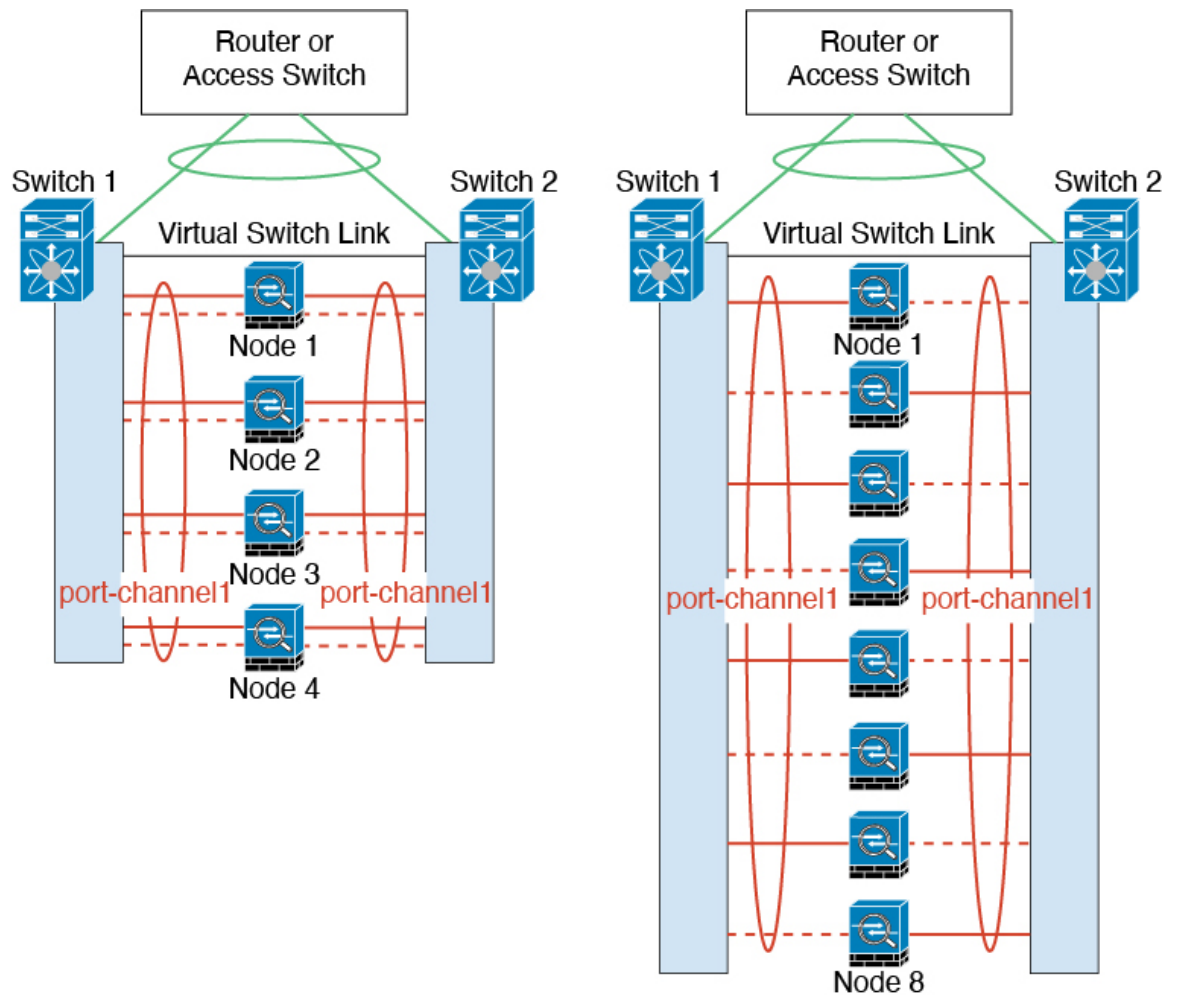 Router or
Access Switch
Switch 1
Switch 2
Virtual Switch Link
Node 1
Node 2
Node 3
port-channel1
port-channel1
Node 4
Router or
Access Switch
Switch 1
Switch 2
Virtual Switch Link
Node 1
port-channel1
port-channel1
Node 8